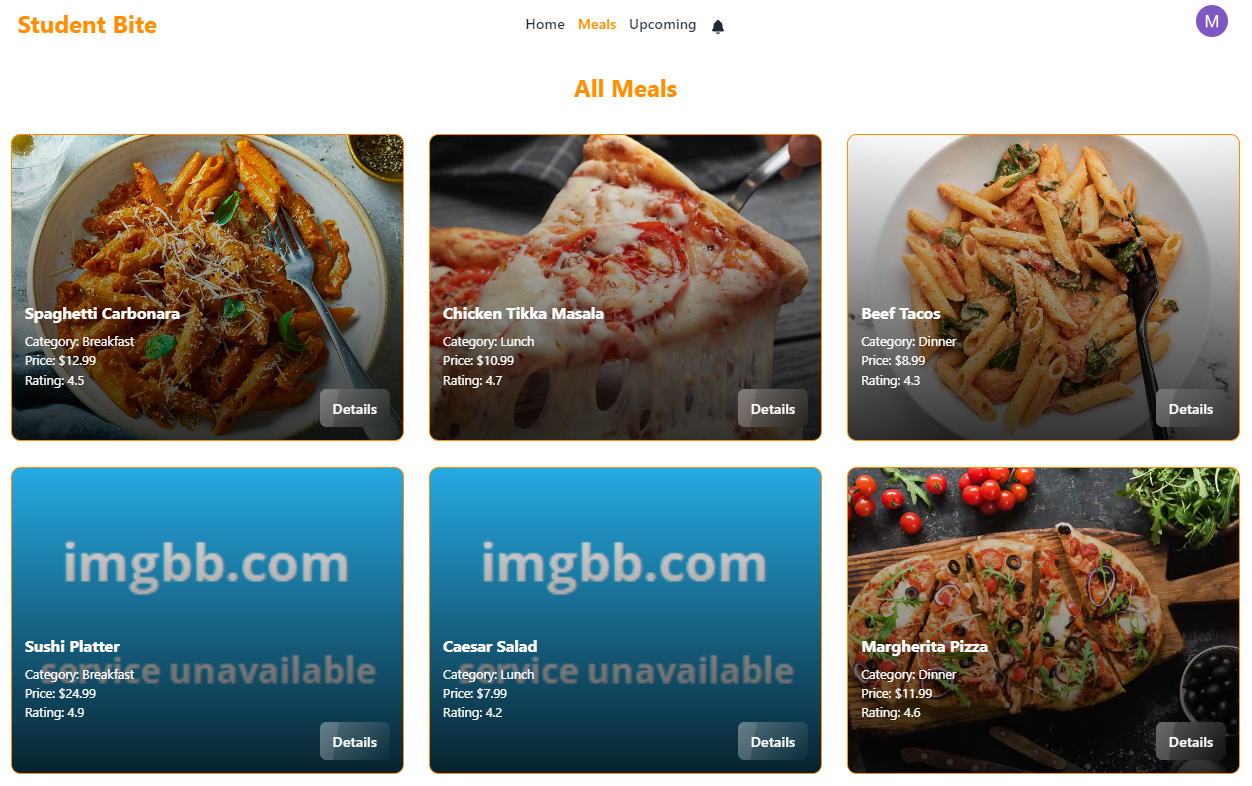 Student Bite
Home Meals Upcoming
M
All Meals
Spaghetti Carbonara
Category: Breakfast
Price: $12.99
Rating: 4.5
Details
Chicken Tikka Masala
Category: Lunch
Price: $10.99
Rating: 4.7
Details
Beef Tacos
Category: Dinner
Price: $8.99
Rating: 4.3
Details
imgbb.com
service unavailable
Sushi Platter
Category: Breakfast
Price: $24.99
Rating: 4.9
Details
imgbb.com
service unavailable
Caesar Salad
Category: Lunch
Price: $7.99
Rating: 4.2
Details
Margherita Pizza
Category: Dinner
Price: $11.99
Rating: 4.6
Details